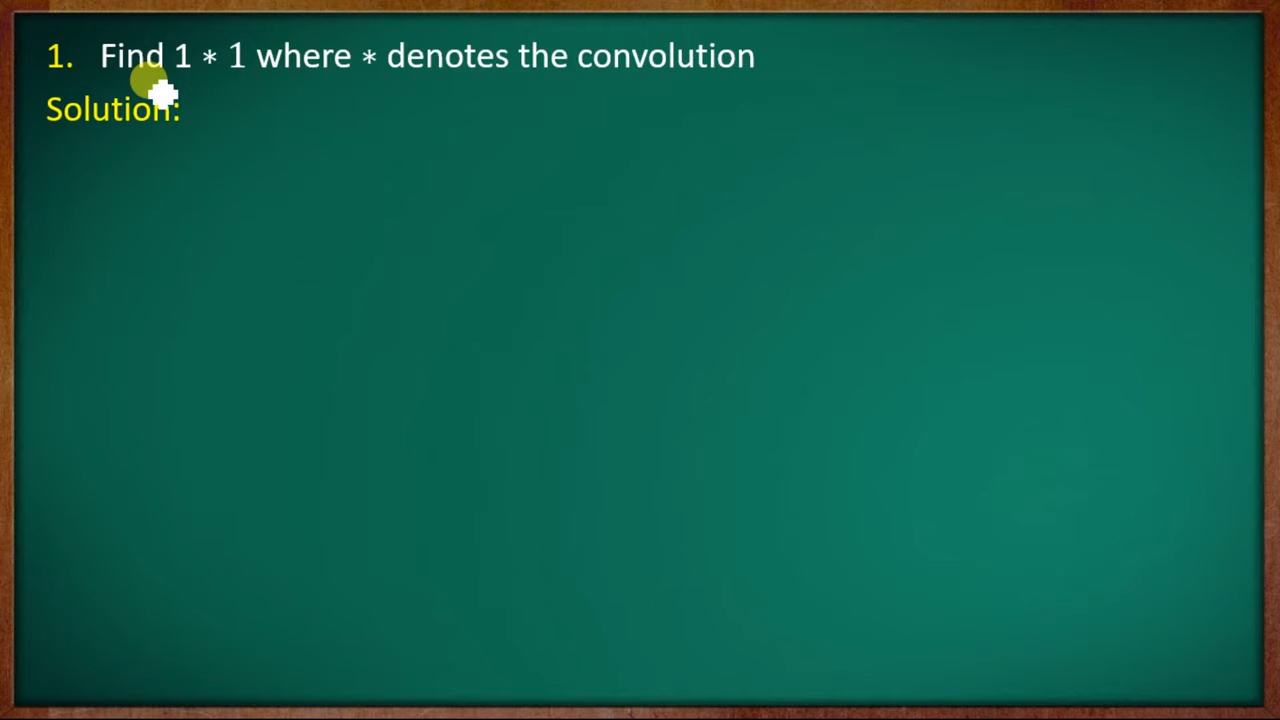 1. Find 1 ∗ 1 where ∗ denotes the convolution
Solution: